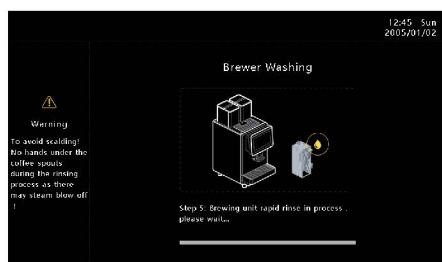 12:45 Sun
2005/01/02
Brewer Washing
Warning
To avoid scalding!
No hands under the
coffee spouts
during the rinsing
process as there
may steam blow off
!
Step 5: Brewing unit rapid rinse in process .
please wait...